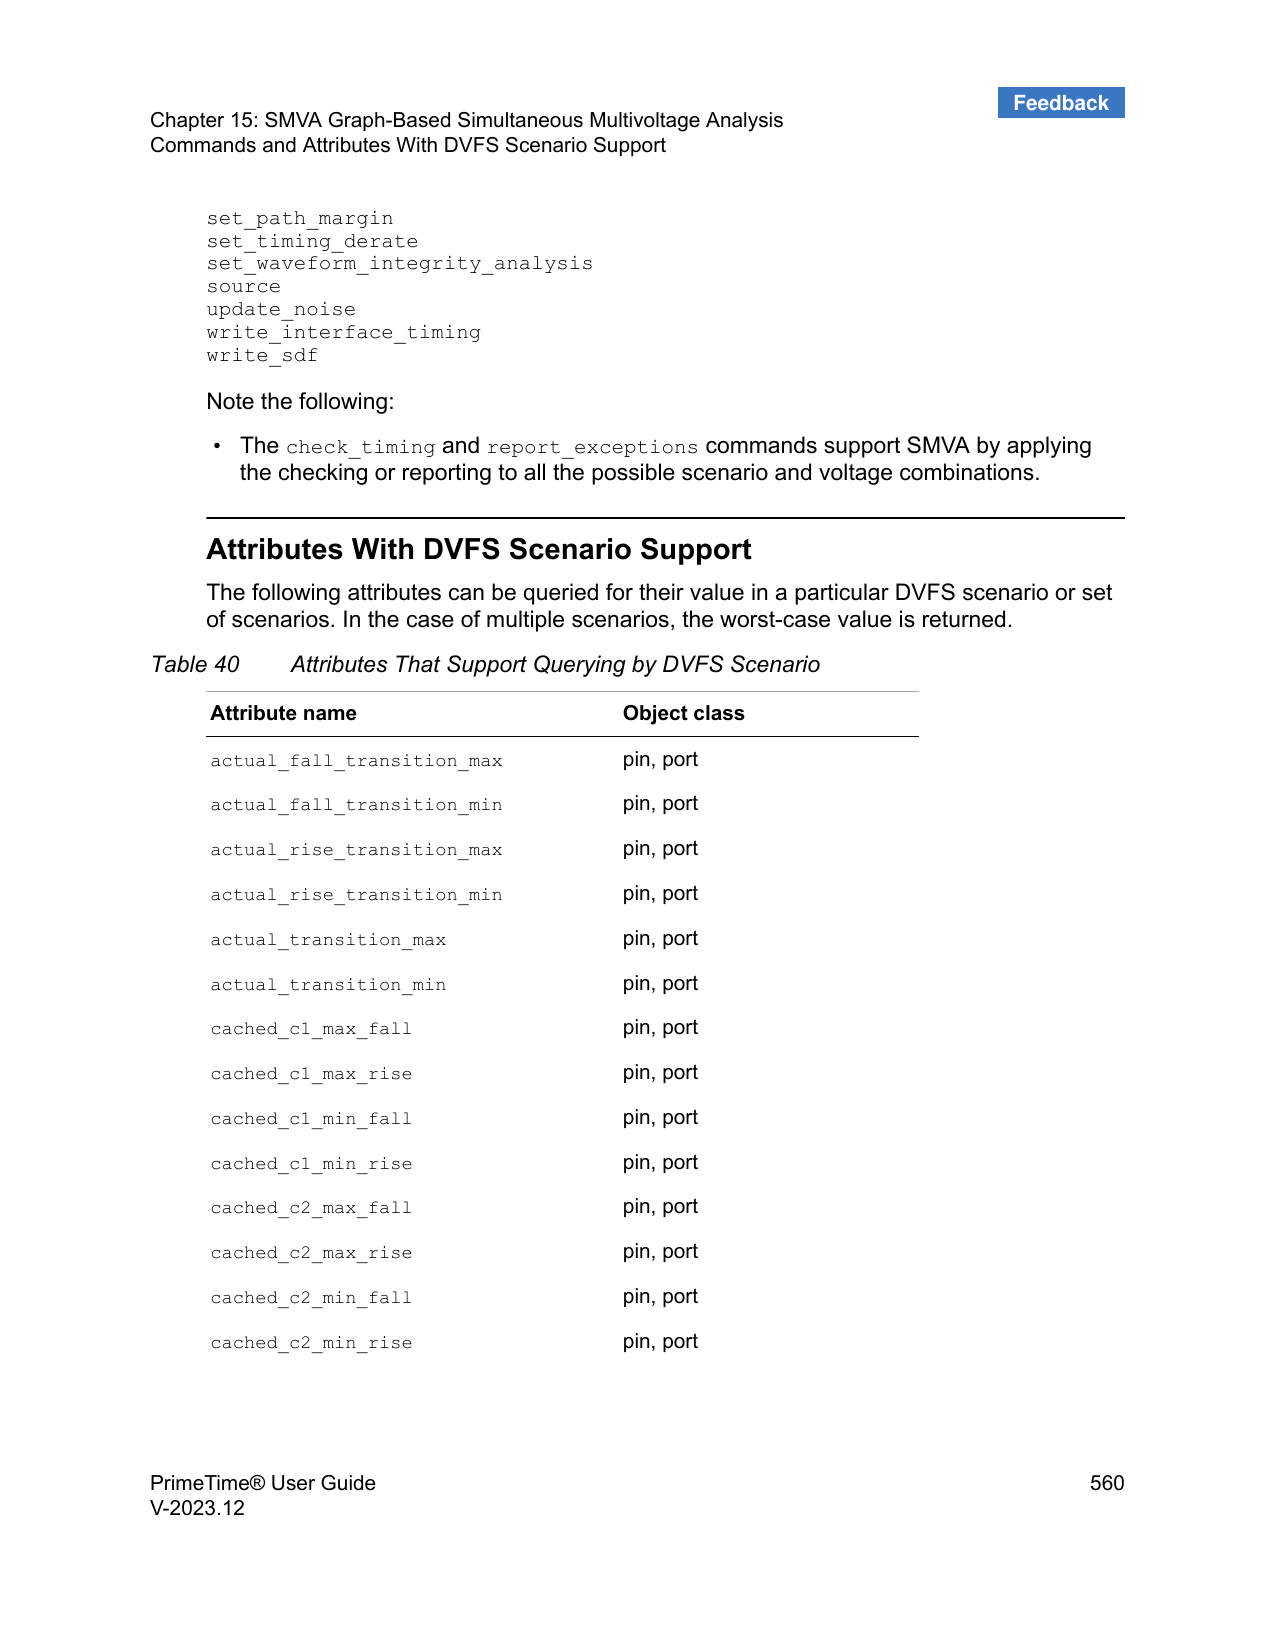 Feedback
Chapter 15: SMVA Graph-Based Simultaneous Multivoltage Analysis
Commands and Attributes With DVFS Scenario Support
set_path_margin
set_timing_derate
set_waveform_integrity_analysis
source
update_noise
write_interface_timing
write_sdf
Note the following:
• The check_timing and report_exceptions commands support SMVA by applying
the checking or reporting to all the possible scenario and voltage combinations.
Attributes With DVFS Scenario Support
The following attributes can be queried for their value in a particular DVFS scenario or set
of scenarios. In the case of multiple scenarios, the worst-case value is returned.
Table 40 Attributes That Support Querying by DVFS Scenario
Attribute name Object class
actual_fall_transition_max pin, port
actual_fall_transition_min pin, port
actual_rise_transition_max pin, port
actual_rise_transition_min pin, port
actual_transition_max pin, port
actual_transition_min pin, port
cached_c1_max_fall pin, port
cached_c1_max_rise pin, port
cached_c1_min_fall pin, port
cached_c1_min_rise pin, port
cached_c2_max_fall pin, port
cached_c2_max_rise pin, port
cached_c2_min_fall pin, port
cached_c2_min_rise pin, port
PrimeTime® User Guide 560
V-2023.12